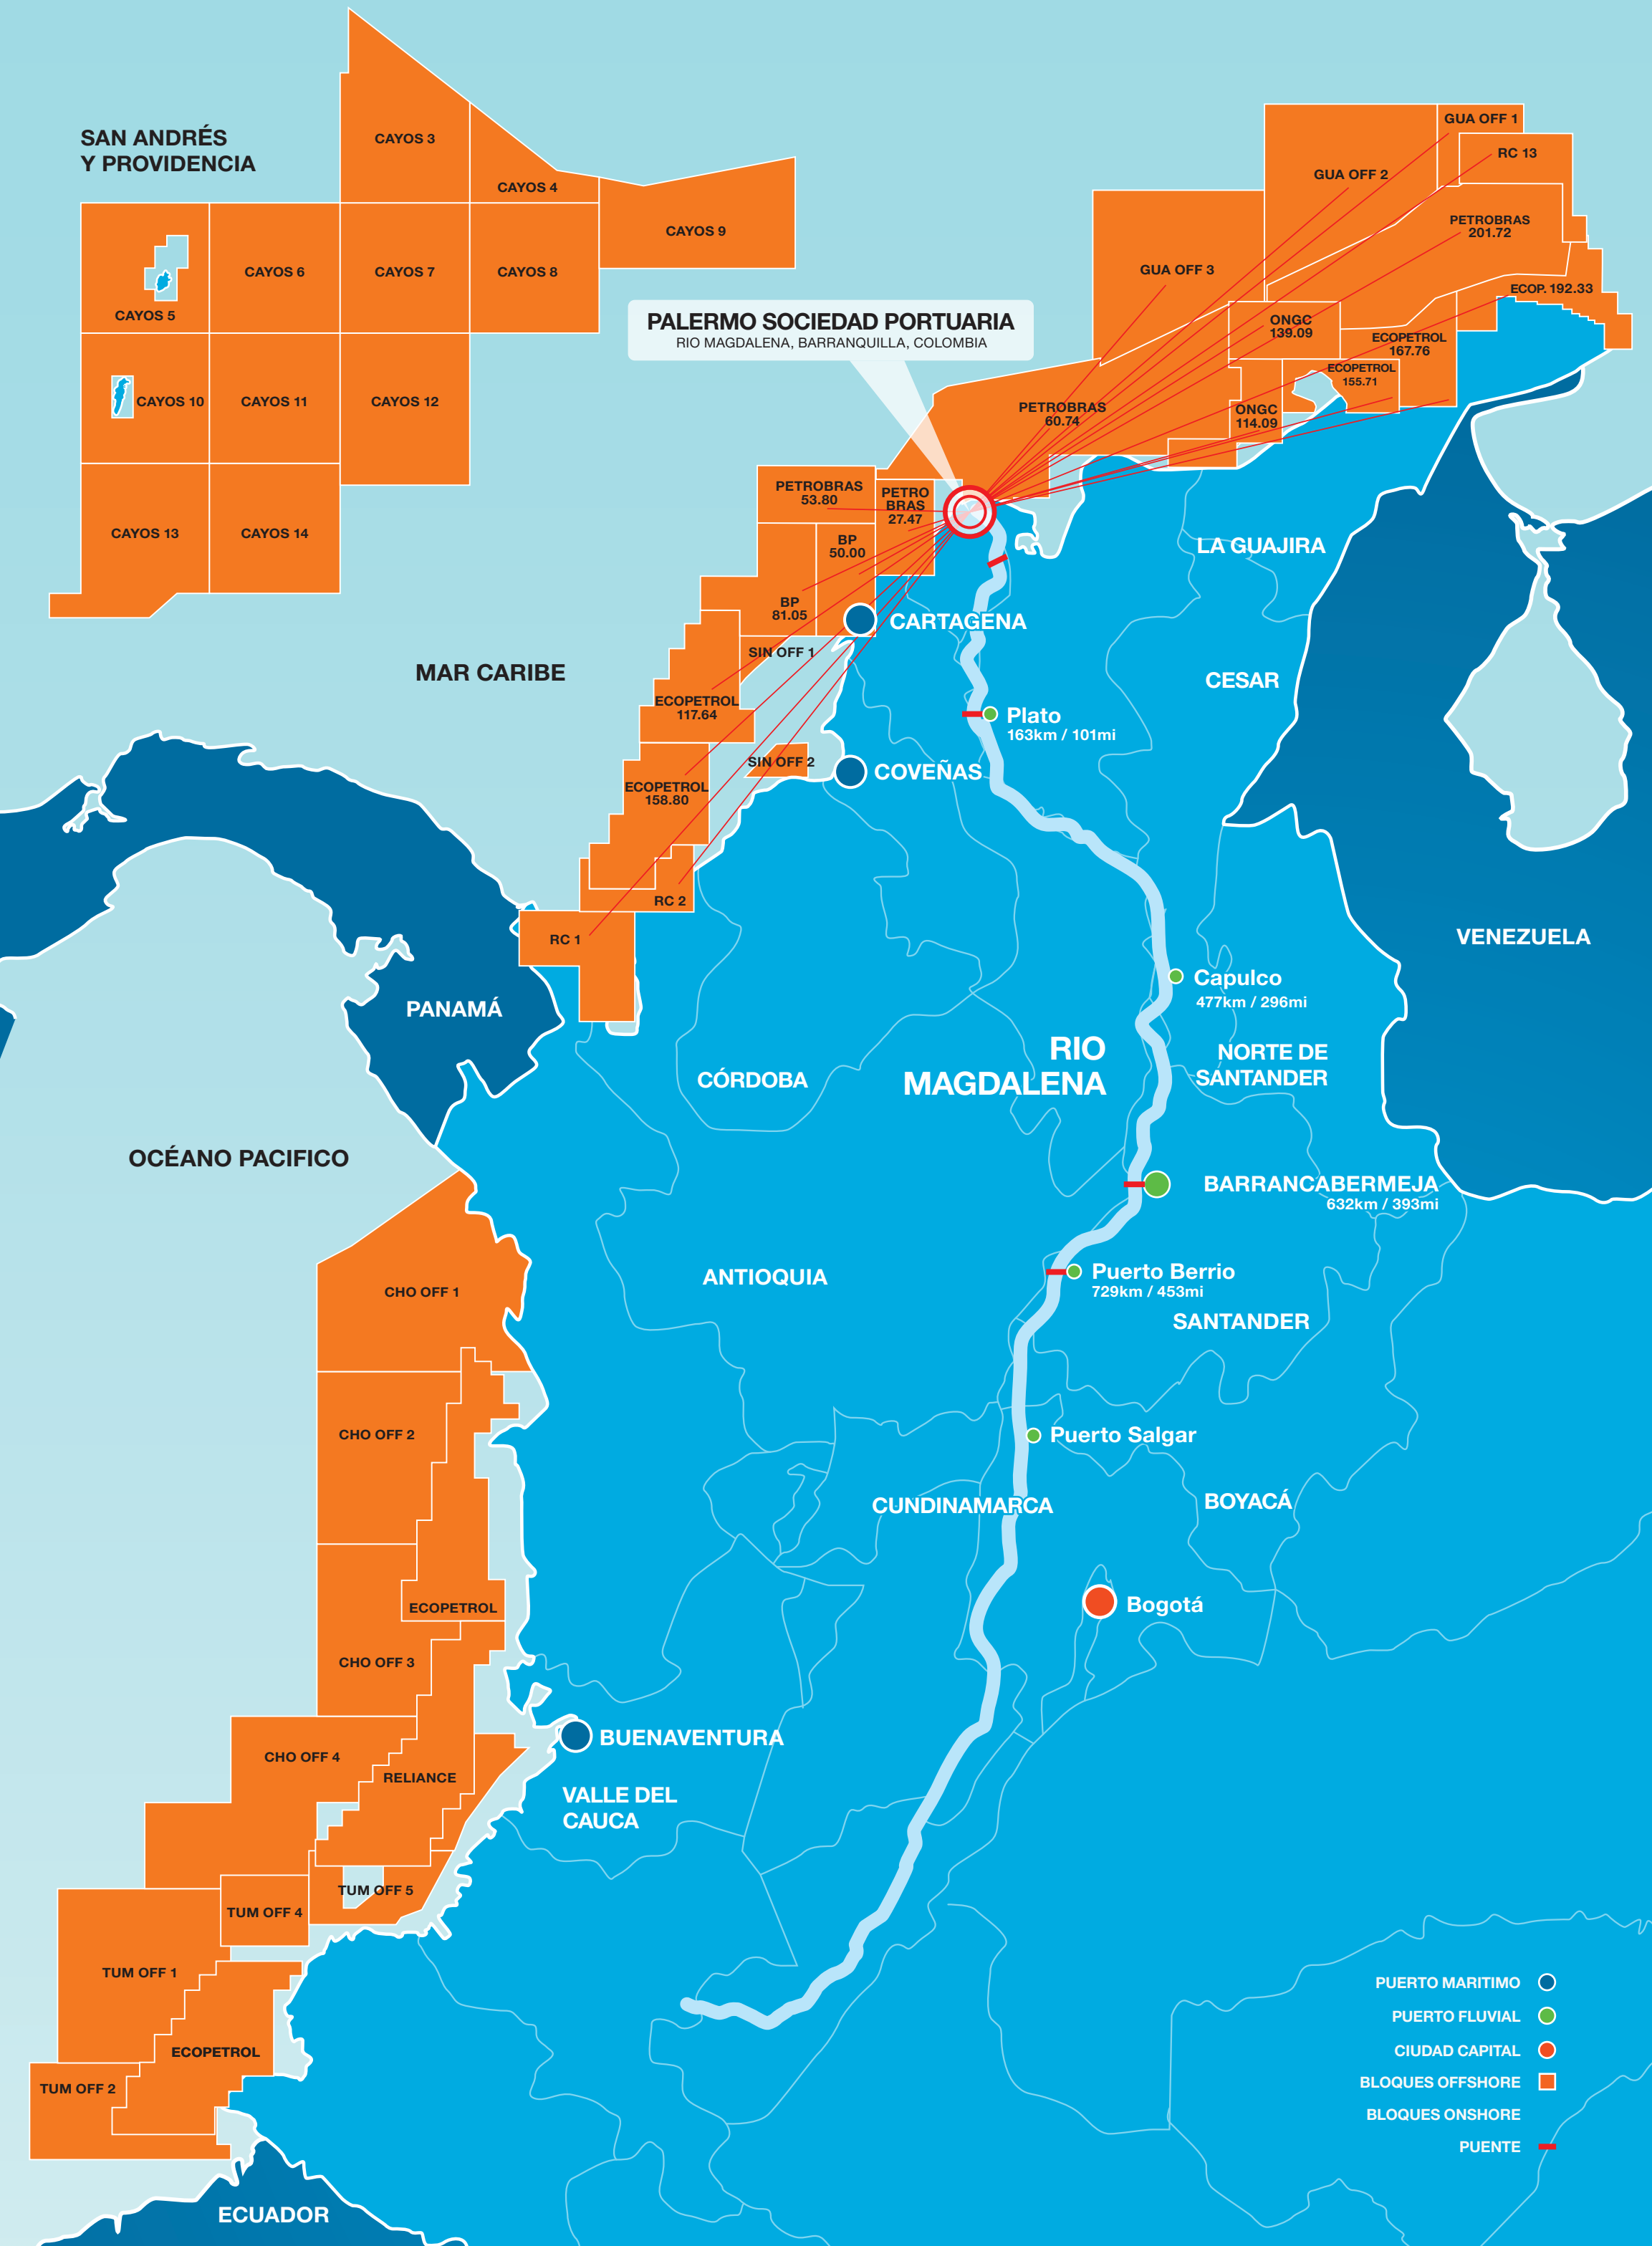 SAN ANDRÉS
Y PROVIDENCIA
CAYOS 3
CAYOS 4
CAYOS 9
CAYOS 5
CAYOS 6
CAYOS 7
CAYOS 8
CAYOS 10
CAYOS 11
CAYOS 12
CAYOS 13
CAYOS 14
PALERMO SOCIEDAD PORTUARIA
RIO MAGDALENA, BARRANQUILLA, COLOMBIA
GUA OFF 1
RC 13
GUA OFF 2
PETROBRAS
201.72
GUA OFF 3
ECOP. 192.33
ONGC
139.09
ECOPETROL
167.76
ECOPETROL
155.71
PETROBRAS
60.74
ONGC
114.09
PETROBRAS
53.80
PETRO
BRAS
27.47
BP
50.00
BP
81.05
SIN OFF 1
ECOPETROL
117.64
SIN OFF 2
ECOPETROL
158.80
RC 2
RC 1
MAR CARIBE
CARTAGENA
COVEÑAS
LA GUAJIRA
CESAR
Plato
163km / 101mi
VENEZUELA
PANAMÁ
Capulco
477km / 296mi
RIO
MAGDALENA
NORTE DE
SANTANDER
CÓRDOBA
OCÉANO PACIFICO
BARRANCABERMEJA
632km / 393mi
ANTIOQUIA
Puerto Berrio
729km / 453mi
SANTANDER
CHO OFF 1
CHO OFF 2
Puerto Salgar
CUNDINAMARCA
BOYACÁ
Bogotá
ECOPETROL
CHO OFF 3
BUENAVENTURA
CHO OFF 4
RELIANCE
VALLE DEL
CAUCA
TUM OFF 5
TUM OFF 4
TUM OFF 1
ECOPETROL
TUM OFF 2
ECUADOR
PUERTO MARITIMO
PUERTO FLUVIAL
CIUDAD CAPITAL
BLOQUES OFFSHORE
BLOQUES ONSHORE
PUENTE